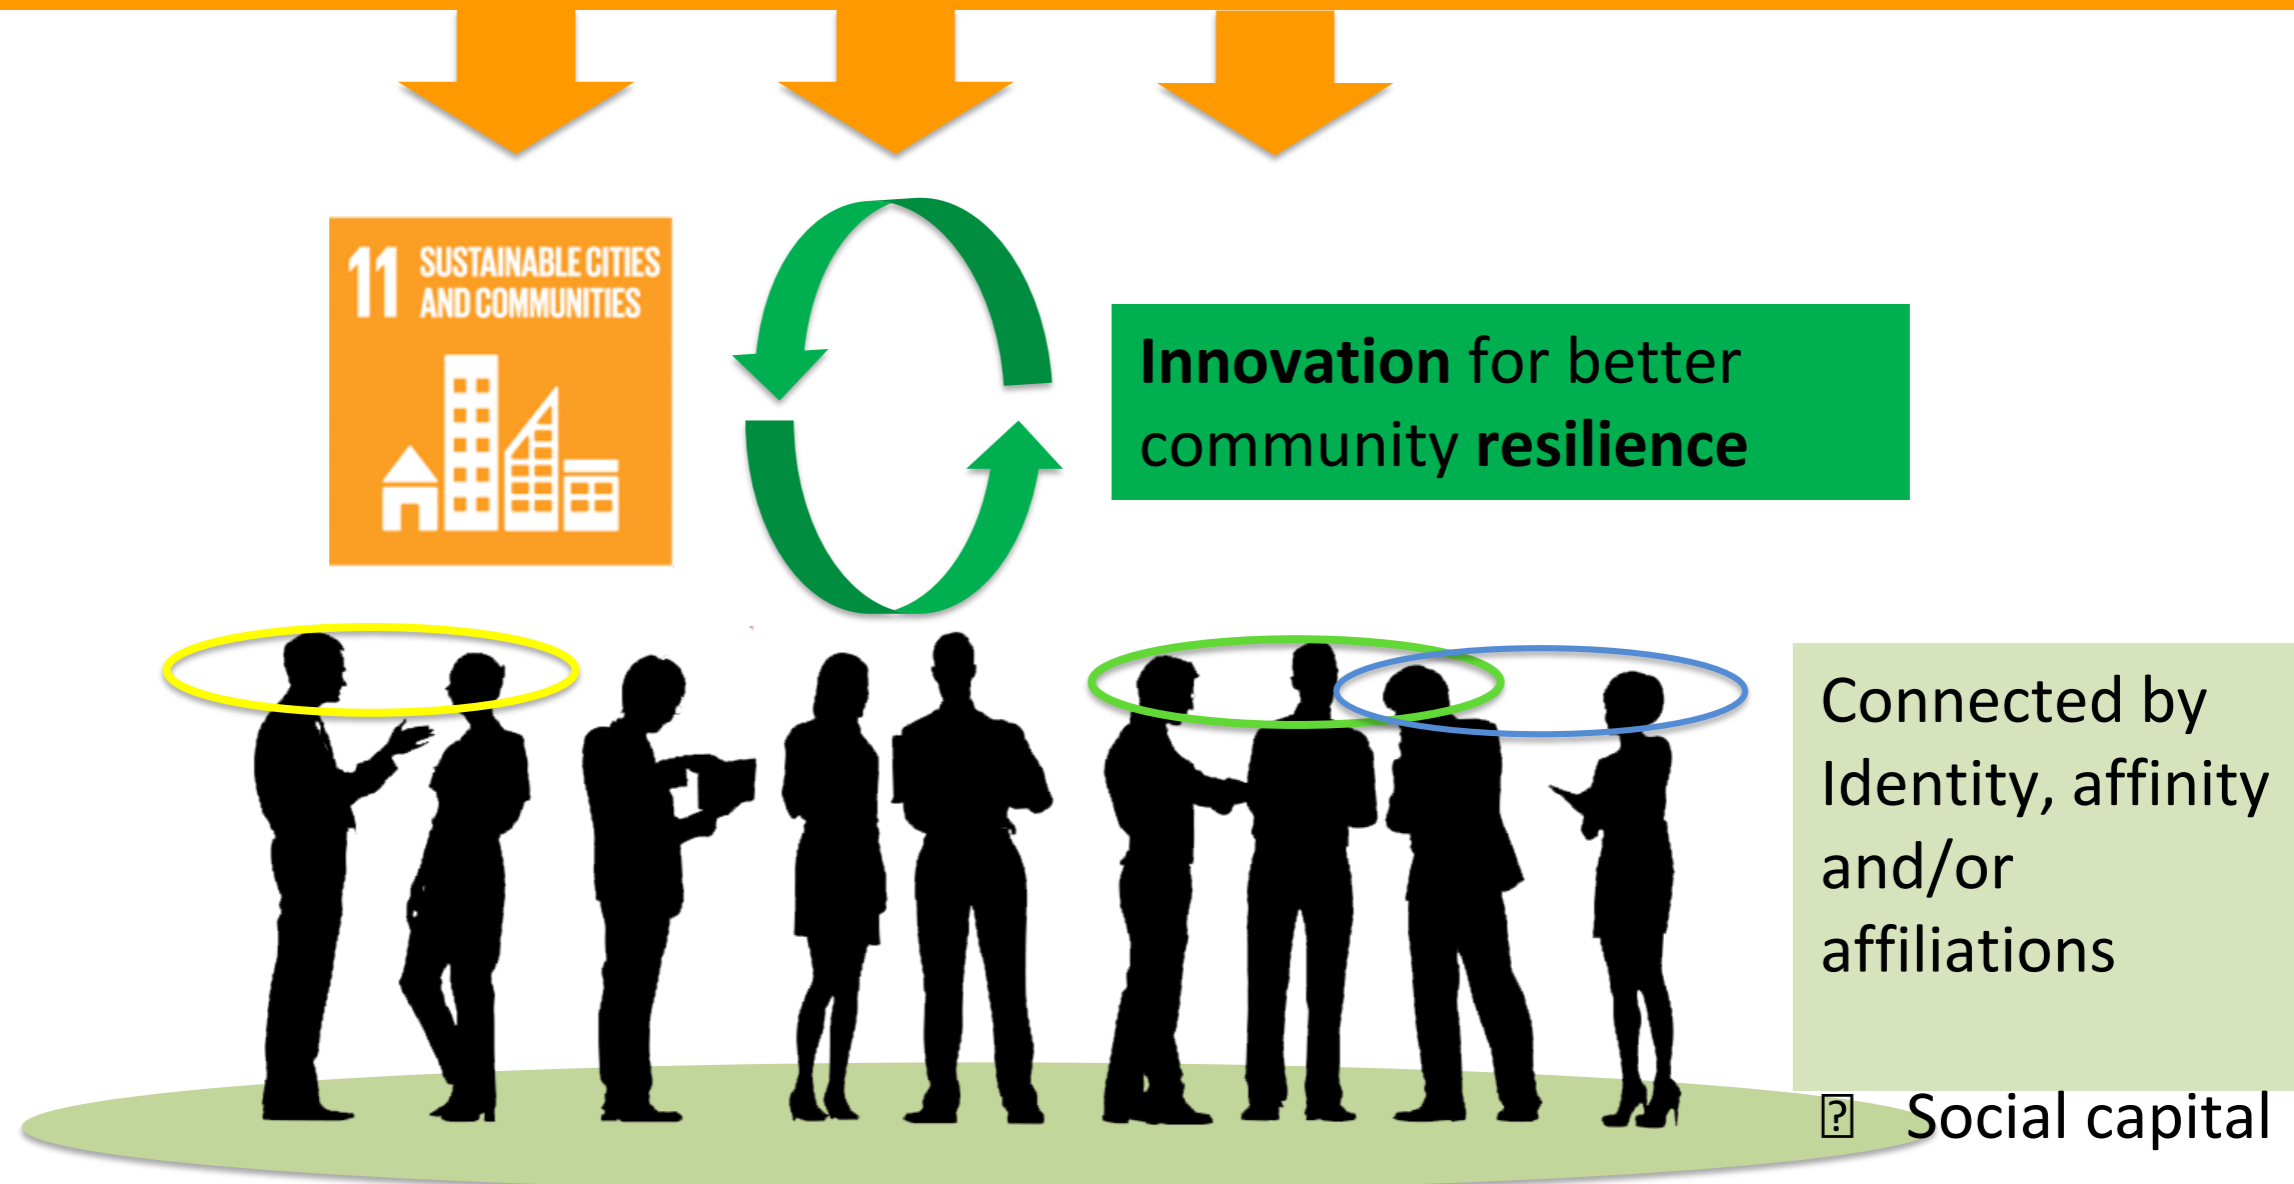 11 SUSTAINABLE CITIES
AND COMMUNITIES
Innovation for better
community resilience
Connected by
Identity, affinity
and/or
affiliations
⍰ Social capital